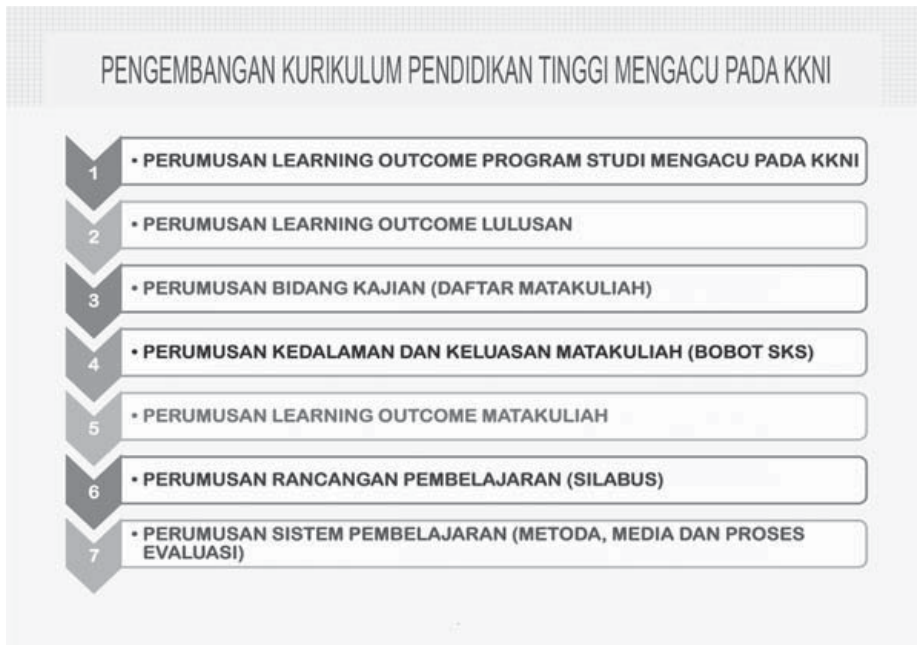 PENGEMBANGAN KURIKULUM PENDIDIKAN TINGGI MENGACU PADA KKNI
1
• PERUMUSAN LEARNING OUTCOME PROGRAM STUDI MENGACU PADA KKNI
2
• PERUMUSAN LEARNING OUTCOME LULUSAN
3
• PERUMUSAN BIDANG KAJIAN (DAFTAR MATAKULIAH)
4
• PERUMUSAN KEDALAMAN DAN KELUASAN MATAKULIAH (BOBOT SKS)
5
• PERUMUSAN LEARNING OUTCOME MATAKULIAH
6
• PERUMUSAN RANCANGAN PEMBELAJARAN (SILABUS)
7
• PERUMUSAN SISTEM PEMBELAJARAN (METODA, MEDIA DAN PROSES
EVALUASI)